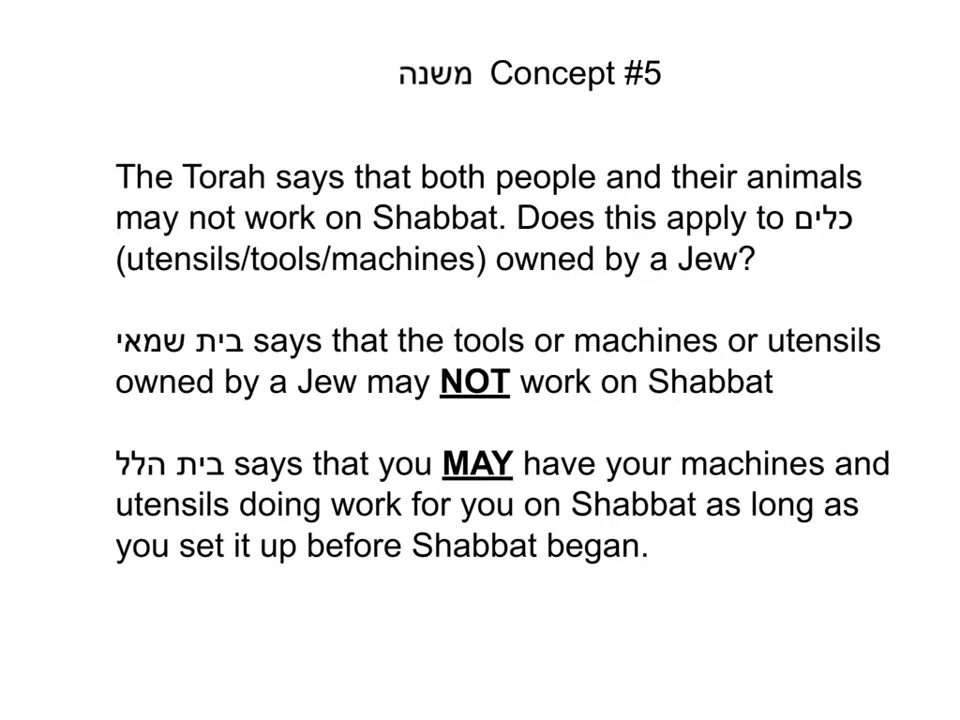 משנה Concept #5
The Torah says that both people and their animals
may not work on Shabbat. Does this apply to כלים
(utensils/tools/machines) owned by a Jew?
בית שמאי says that the tools or machines or utensils
owned by a Jew may NOT work on Shabbat
בית הלל says that you MAY have your machines and
utensils doing work for you on Shabbat as long as
you set it up before Shabbat began.